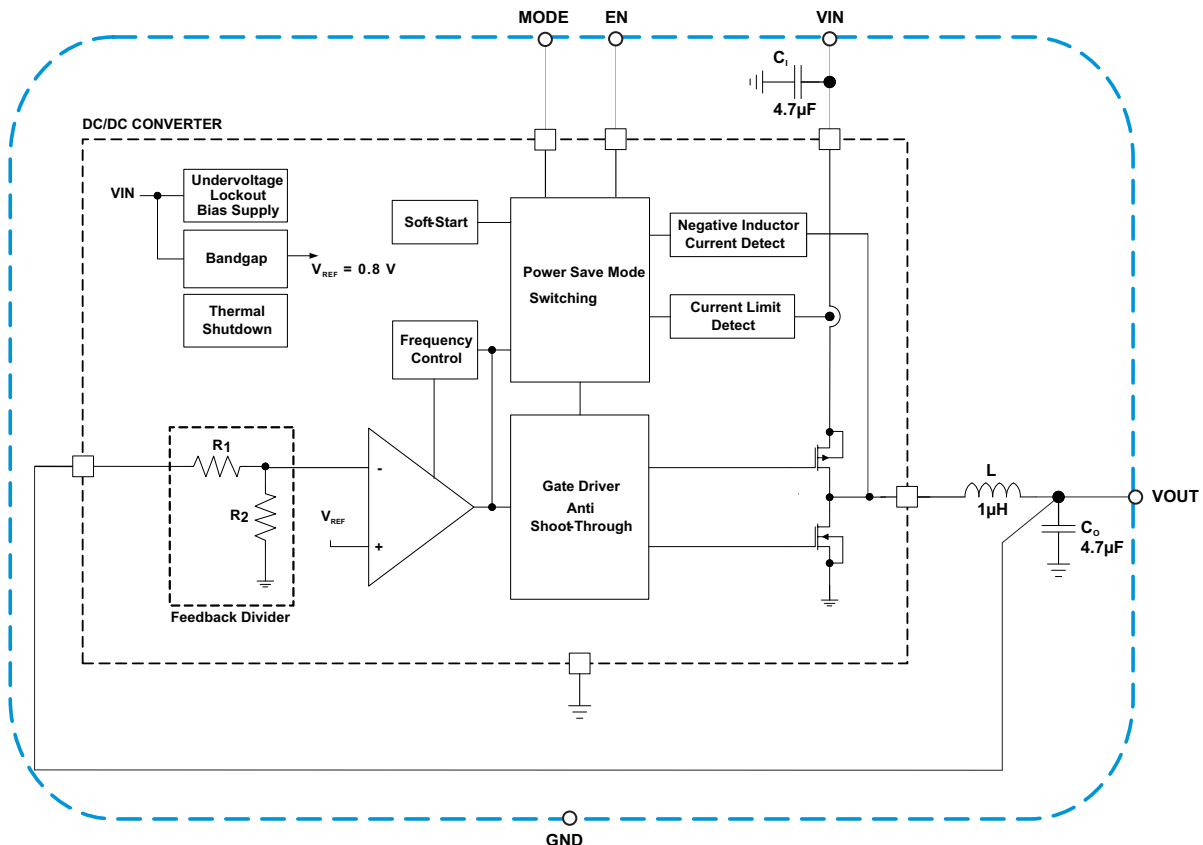 MODE
EN
VIN
CI
4.7µF
DC/DC CONVERTER
VIN
Undervoltage
Lockout
Bias Supply
Bandgap
VREF = 0.8 V
Thermal
Shutdown
Soft-Start
Power Save Mode
Switching
Negative Inductor
Current Detect
Current Limit
Detect
Frequency
Control
R1
R2
Feedback Divider
VREF
-
+
Gate Driver
Anti
Shoot-Through
L
1µH
VOUT
CO
4.7µF
GND